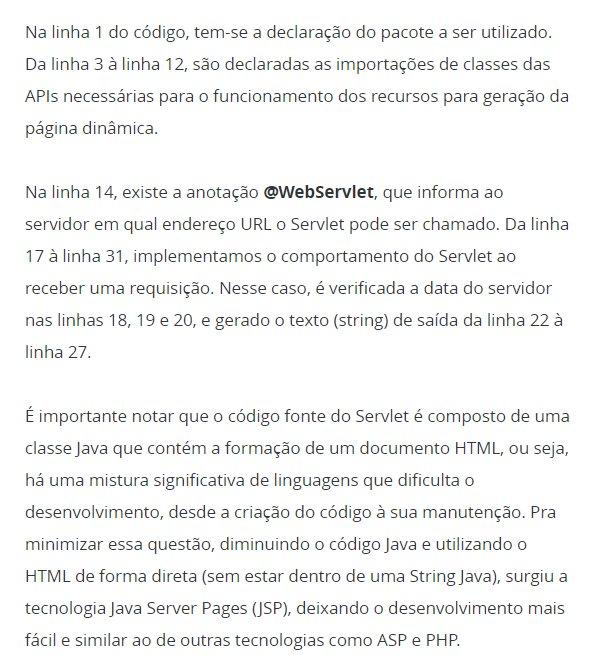 Na linha 1 do código, tem-se a declaração do pacote a ser utilizado.
Da linha 3 à linha 12, são declaradas as importações de classes das
APIs necessárias para o funcionamento dos recursos para geração da
página dinâmica.
Na linha 14, existe a anotação @WebServlet, que informa ao
servidor em qual endereço URL o Servlet pode ser chamado. Da linha
17 à linha 31, implementamos o comportamento do Servlet ao
receber uma requisição. Nesse caso, é verificada a data do servidor
nas linhas 18, 19 e 20, e gerado o texto (string) de saída da linha 22 à
linha 27.
É importante notar que o código fonte do Servlet é composto de uma
classe Java que contém a formação de um documento HTML, ou seja,
há uma mistura significativa de linguagens que dificulta o
desenvolvimento, desde a criação do código à sua manutenção. Pra
minimizar essa questão, diminuindo o código Java e utilizando o
HTML de forma direta (sem estar dentro de uma String Java), surgiu a
tecnologia Java Server Pages (JSP), deixando o desenvolvimento mais
fácil e similar ao de outras tecnologias como ASP e PHP.